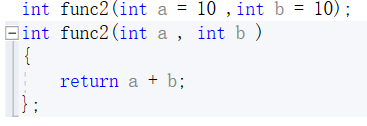 int func2(int a = 10 ,int b = 10);
int func2(int a , int b )
{
    return a + b;
};